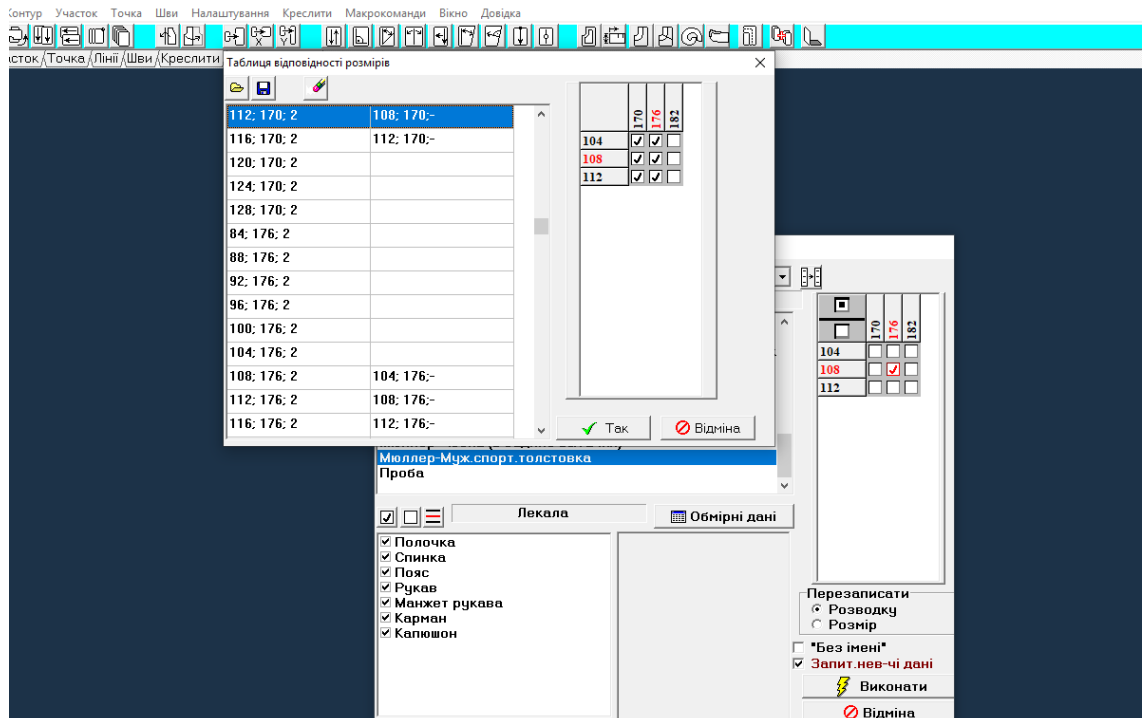 Контур Участок Точка Шви Налаштування Креслити Макрокоманди Вікно Довідка
сток Точка Лінії Шви Креслити
Таблиця відповідності розмірів
112; 170; 2 108; 170;-
116; 170; 2 112; 170;-
120; 170; 2
124; 170; 2
128; 170; 2
84; 176; 2
88; 176; 2
92; 176; 2
96; 176; 2
100; 176; 2
104; 176; 2
108; 176; 2 104; 176;-
112; 176; 2 108; 176;-
116; 176; 2 112; 176;-
170 176 182
104
108
112
Так Відміна
170 176 182
104
108
112
Мюллер-Муж.спорт.толстовка
Проба
Лекала
Обмірні дані
Полочка
Спинка
Пояс
Рукав
Манжет рукава
Карман
Капюшон
Перезаписати
Розводку
Розмір
"Без імені"
Запит.нев-чі дані
Виконати
Відміна